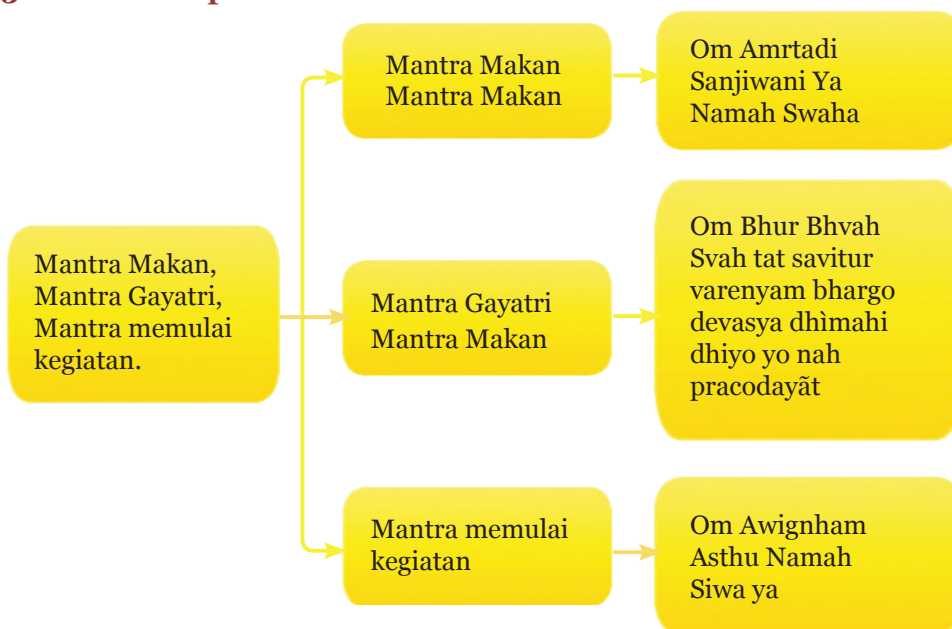 Mantra Makan,
Mantra Gayatri,
Mantra memulai
kegiatan.
Mantra Makan
Mantra Makan
Om Amrtadi
Sanjiwani Ya
Namah Swaha
Mantra Gayatri
Mantra Makan
Om Bhur Bhvah
Svah tat savitur
varenyam bhargo
devasya dhìmahi
dhiyo yo nah
pracodayãt
Mantra memulai
kegiatan
Om Awignham
Asthu Namah
Siwa ya